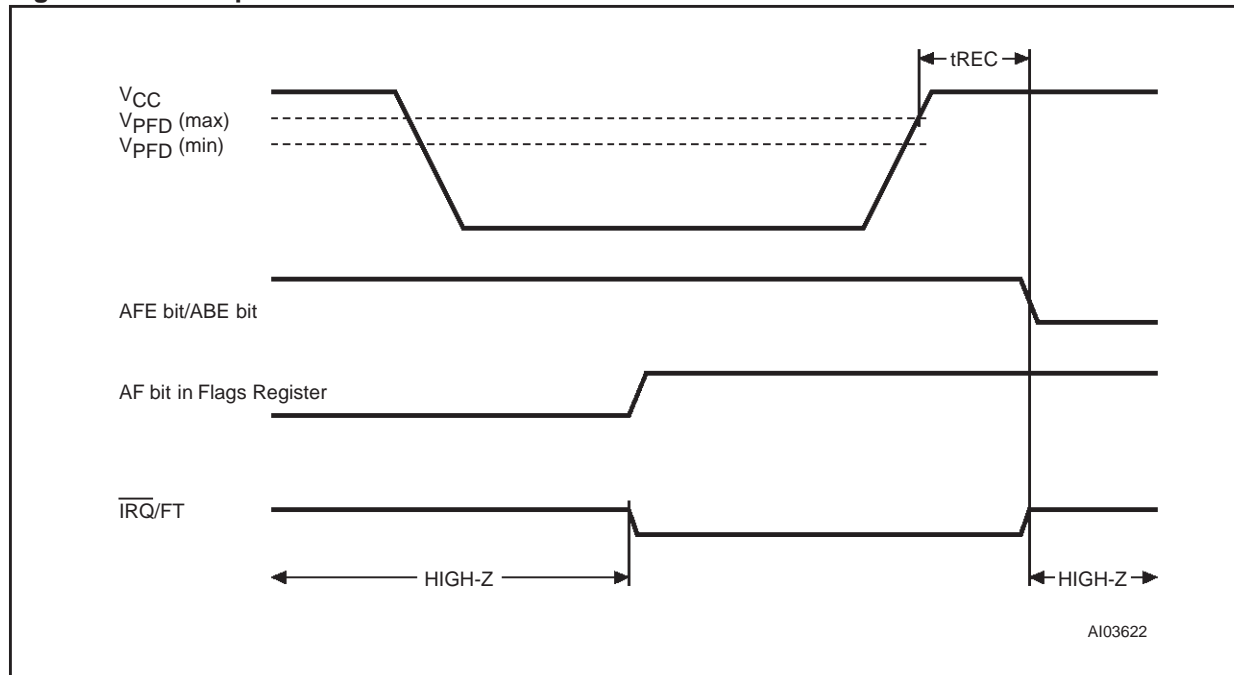 tREC
VCC
VPFD (max)
VPFD (min)
AFE bit/ABE bit
AF bit in Flags Register
IRQ/FT
HIGH-Z
HIGH-Z
AI03622